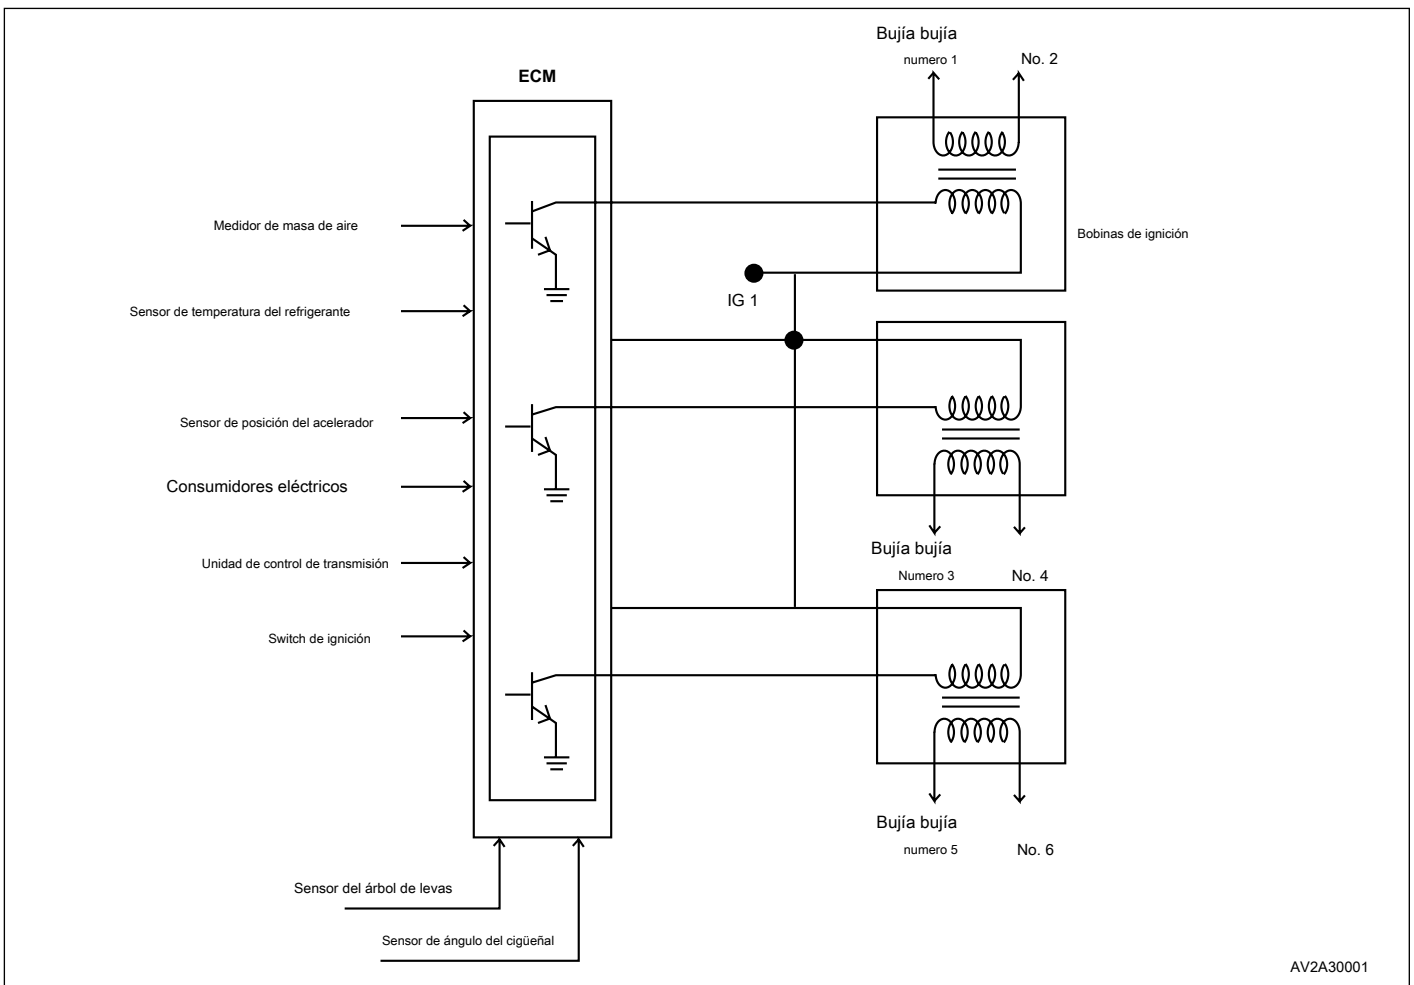 Bujía bujía
numero 1
No. 2
ECM
Medidor de masa de aire
Bobinas de ignición
IG 1
Sensor de temperatura del refrigerante
Sensor de posición del acelerador
Consumidores eléctricos
Bujía bujía
Unidad de control de transmisión
Numero 3
No. 4
Switch de ignición
Bujía bujía
numero 5
No. 6
Sensor del árbol de levas
Sensor de ángulo del cigüeñal
AV2A30001